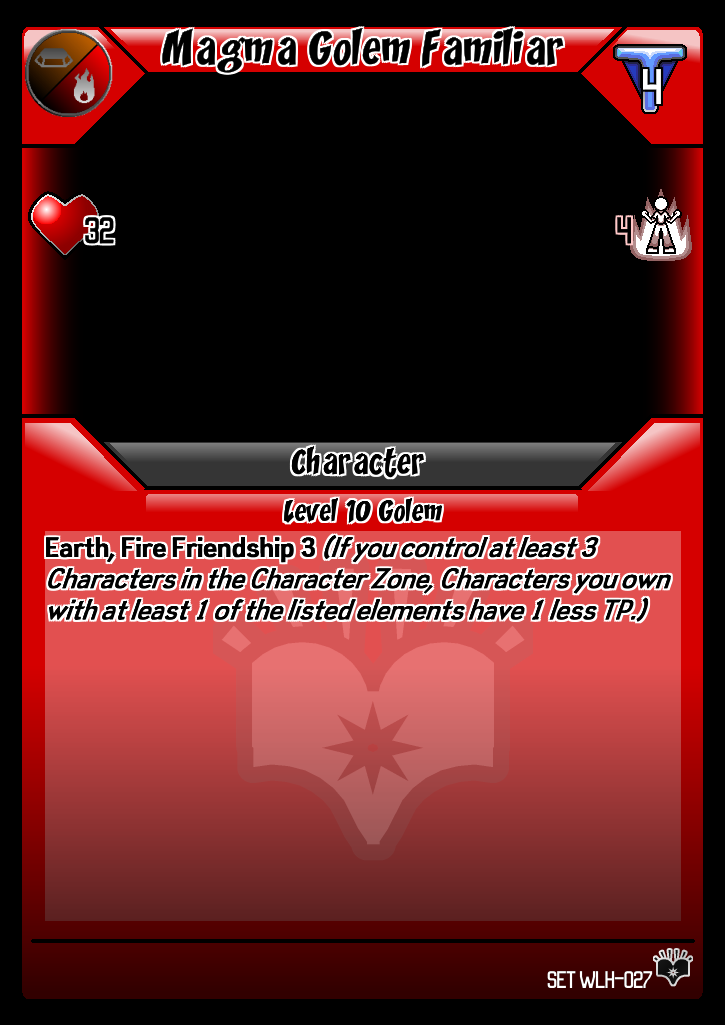 Magma Golem Familiar
4
32
4
Character
Level 10 Golem
Earth, Fire Friendship 3 (If you control at least 3
Characters in the Character Zone, Characters you own
with at least 1 of the listed elements have 1 less TP.)
SET WLH-027